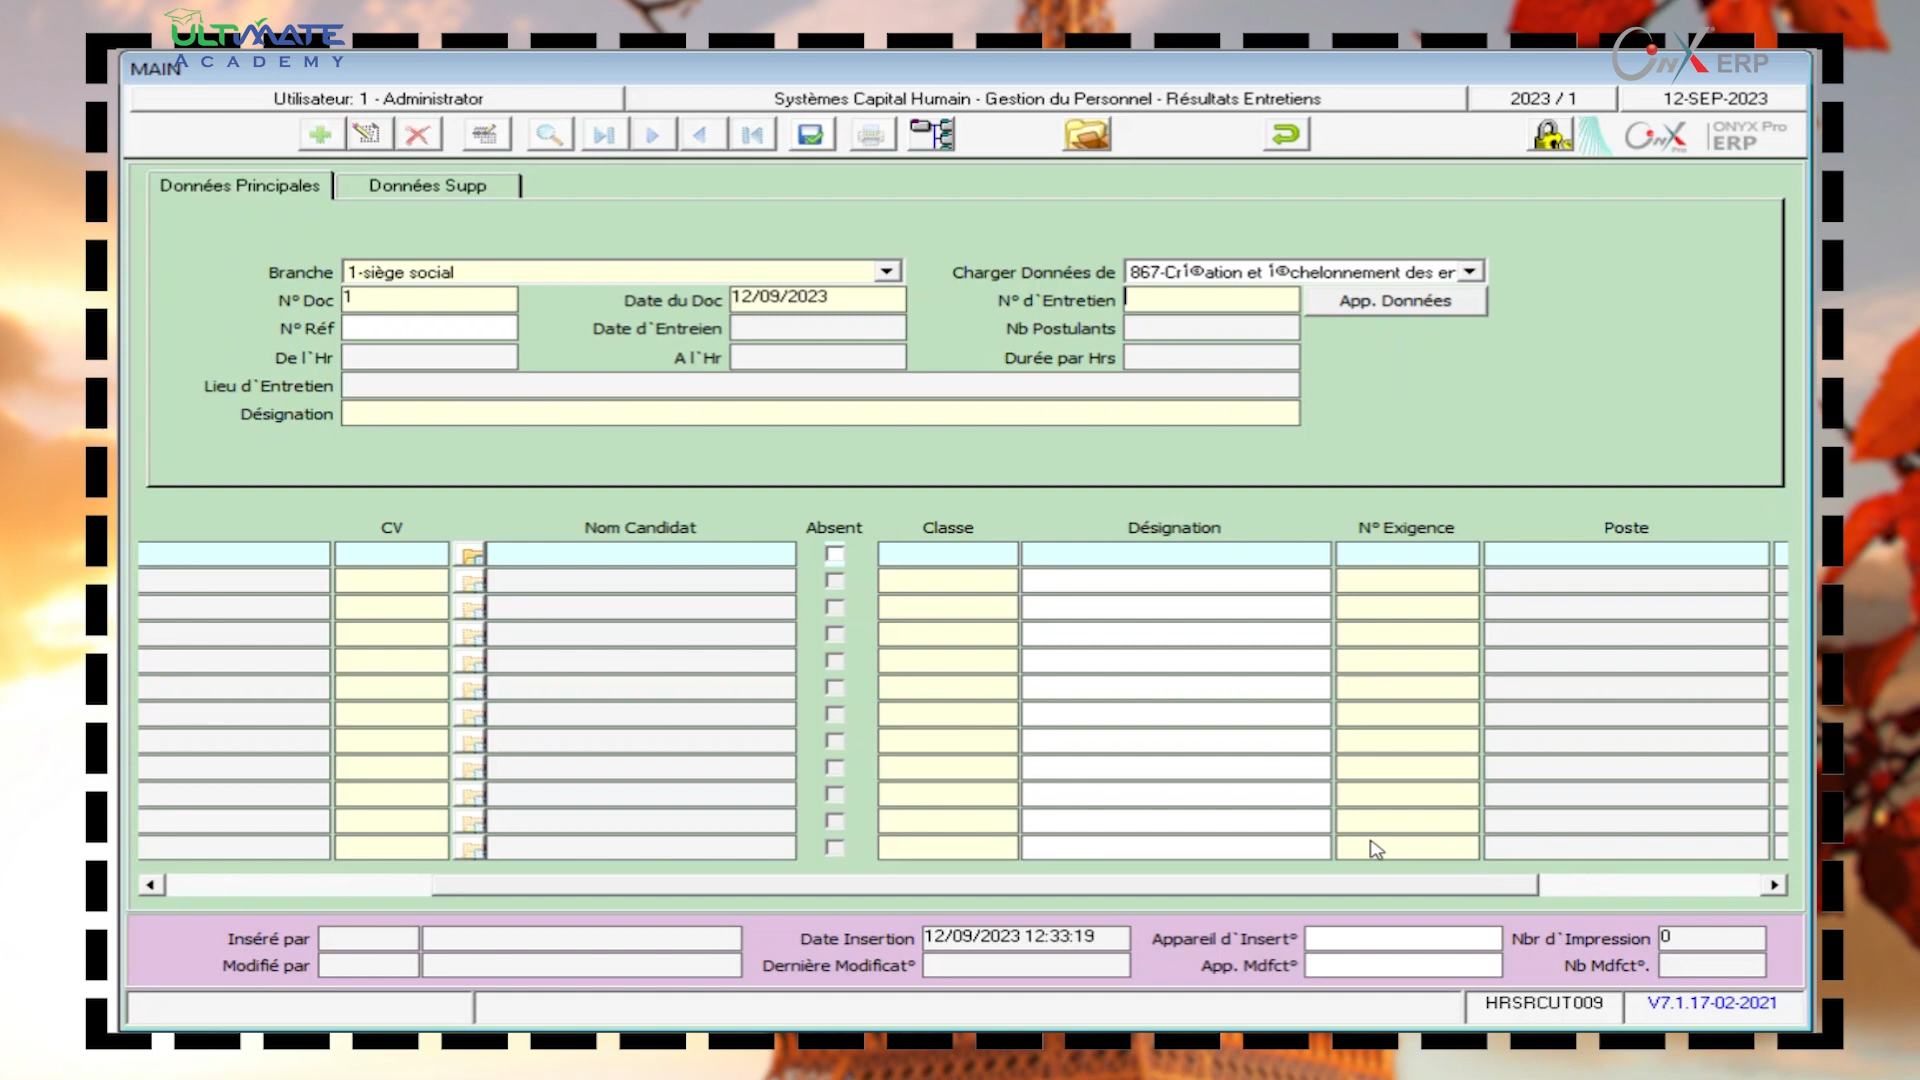 ULTIMATE
ACADEMY
ONX ERP
MAIN
Utilisateur: 1 - Administrator
Systèmes Capital Humain - Gestion du Personnel - Résultats Entretiens
2023 / 1
12-SEP-2023
ONX Pro
ONYX Pro
ERP
Données Principales
Données Supp
Branche
1-siège social
Charger Données de
867-Crî©ation et î©chelonnement des er
N° Doc
1
Date du Doc
12/09/2023
N° d`Entretien
App. Données
N° Réf
Date d`Entreien
Nb Postulants
De l`Hr
A l`Hr
Durée par Hrs
Lieu d`Entretien
Désignation
CV
Nom Candidat
Absent
Classe
Désignation
N° Exigence
Poste
Inséré par
Date Insertion
12/09/2023 12:33:19
Appareil d`Insert°
Nbr d`Impression
0
Modifié par
Dernière Modificat°
App. Mdfct°
Nb Mdfct°.
HRSRCUT009
V7.1.17-02-2021